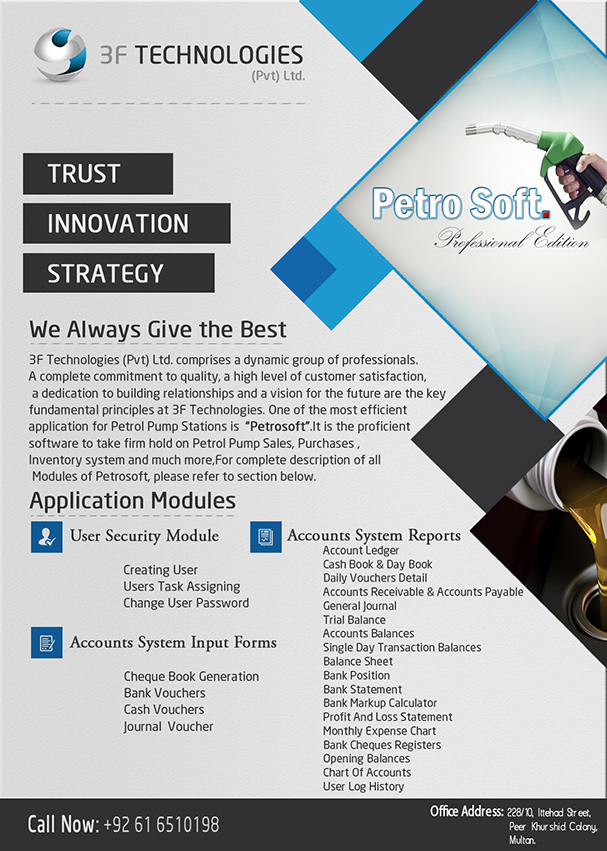 3F TECHNOLOGIES
(Pvt) Ltd.
TRUST
INNOVATION
STRATEGY
Petro Soft.
Professional Edition
We Always Give the Best
3F Technologies (Pvt) Ltd. comprises a dynamic group of professionals.
A complete commitment to quality, a high level of customer satisfaction,
a dedication to building relationships and a vision for the future are the key
fundamental principles at 3F Technologies. One of the most efficient
application for Petrol Pump Stations is "Petrosoft".It is the proficient
software to take firm hold on Petrol Pump Sales, Purchases ,
Inventory system and much more,For complete description of all
Modules of Petrosoft, please refer to section below.
Application Modules
User Security Module
Creating User
Users Task Assigning
Change User Password
Accounts System Input Forms
Cheque Book Generation
Bank Vouchers
Cash Vouchers
Journal Voucher
Accounts System Reports
Account Ledger
Cash Book & Day Book
Daily Vouchers Detail
Accounts Receivable & Accounts Payable
General Journal
Trial Balance
Accounts Balances
Single Day Transaction Balances
Balance Sheet
Bank Position
Bank Statement
Bank Markup Calculator
Profit And Loss Statement
Monthly Expense Chart
Bank Cheques Registers
Opening Balances
Chart Of Accounts
User Log History
Call Now: +92 61 6510198
Office Address: 228/10, Ittehad Street,
Peer Khurshid Colony,
Multan.